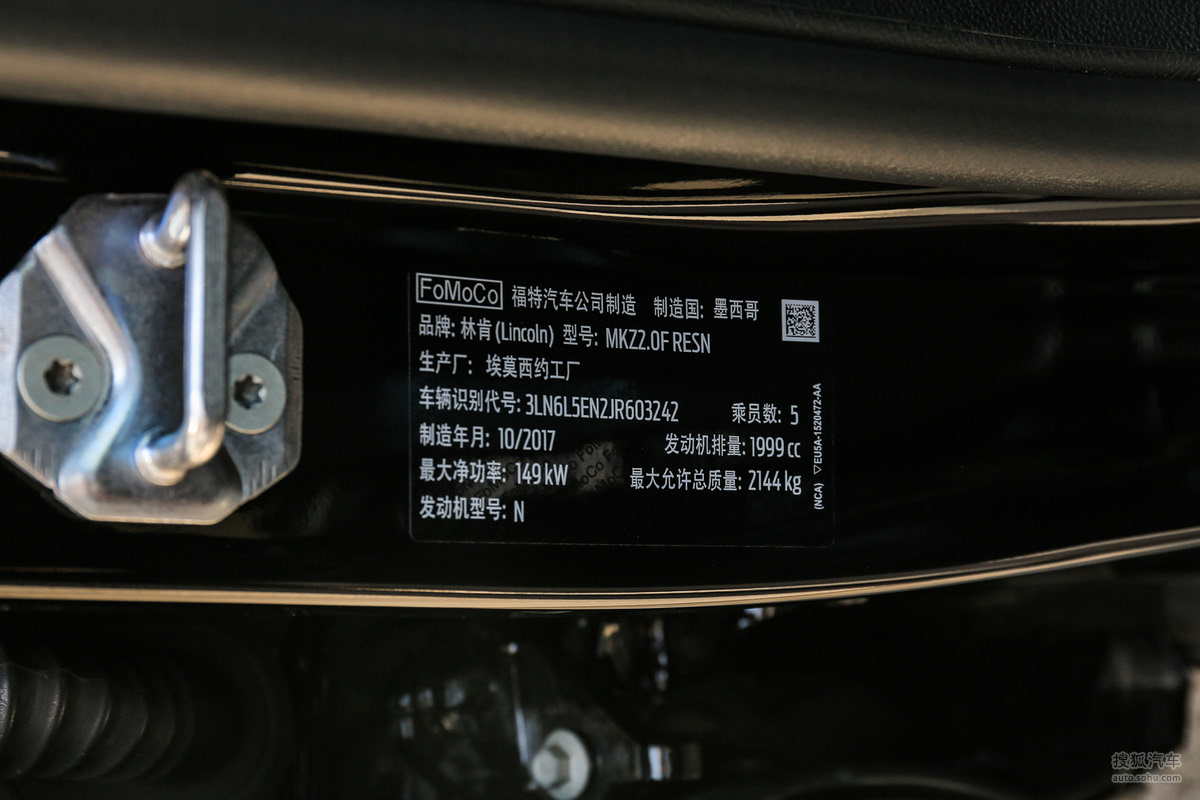 FoMoCo 福特汽车公司制造 制造国: 墨西哥
品牌: 林肯(Lincoln) 型号: MKZ2.0F RESN
生产厂: 埃莫西约工厂
车辆识别代号: 3LN6L5EN2JR603242 乘员数: 5
制造年月: 10/2017 发动机排量: 1999 cc
最大净功率: 149 kW 最大允许总质量: 2144 kg
发动机型号: N
(NCA) ▽EU5A-1520472-AA
搜狐汽车
auto.sohu.com